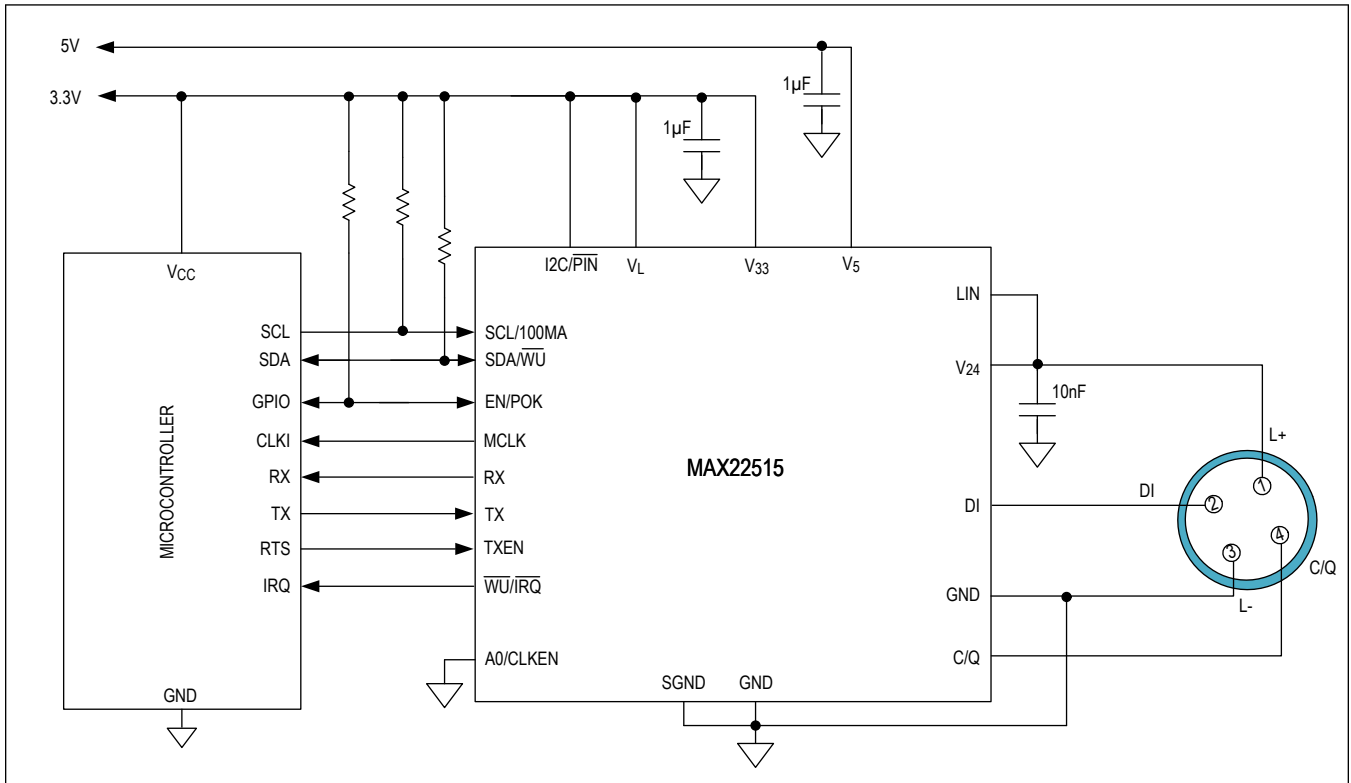 5V
3.3V
1µF
1µF
VCC
I2C/PIN
VL
V33
V5
MICROCONTROLLER
SCL
SDA
GPIO
CLKI
RX
TX
RTS
IRQ
GND
SCL/100MA
SDA/WU
EN/POK
MCLK
RX
TX
TXEN
WU/IRQ
A0/CLKEN
MAX22515
SGND
GND
LIN
V24
DI
GND
C/Q
10nF
L+
DI
1
2
3
4
L-
C/Q